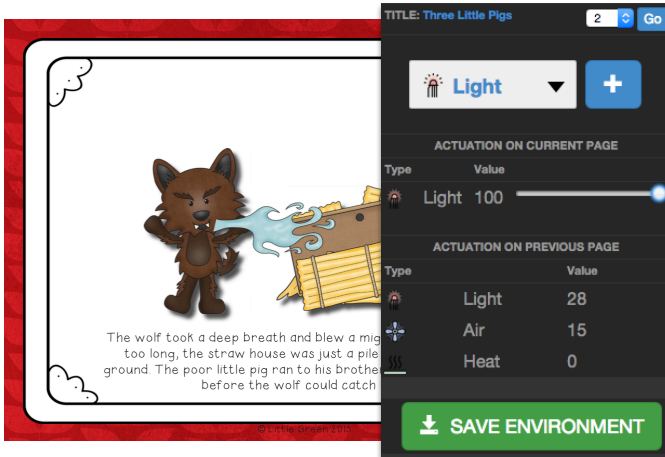 TITLE: Three Little Pigs 2 Go
Light +
ACTUATION ON CURRENT PAGE
Type Value
Light 100
ACTUATION ON PREVIOUS PAGE
Type Value
Light 28
Air 15
Heat 0
SAVE ENVIRONMENT
The wolf took a deep breath and blew a mig
too long, the straw house was just a pile
ground. The poor little pig ran to his brother
before the wolf could catch
© Little Green 2015